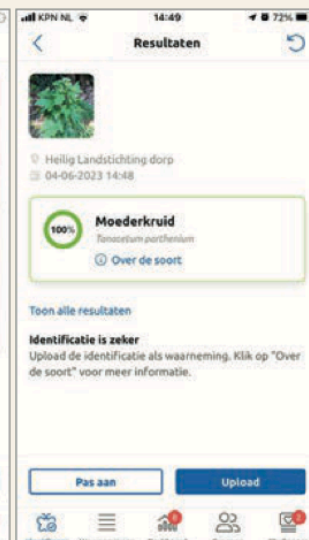 KPN NL 14:49 72%
Resultaten
Heilig Landstichting dorp
04-06-2023 14:48
100%
Moederkruid
Tanacetum parthenium
Over de soort
Toon alle resultaten
Identificatie is zeker
Upload de identificatie als waarneming. Klik op "Over
de soort" voor meer informatie.
Pas aan Upload